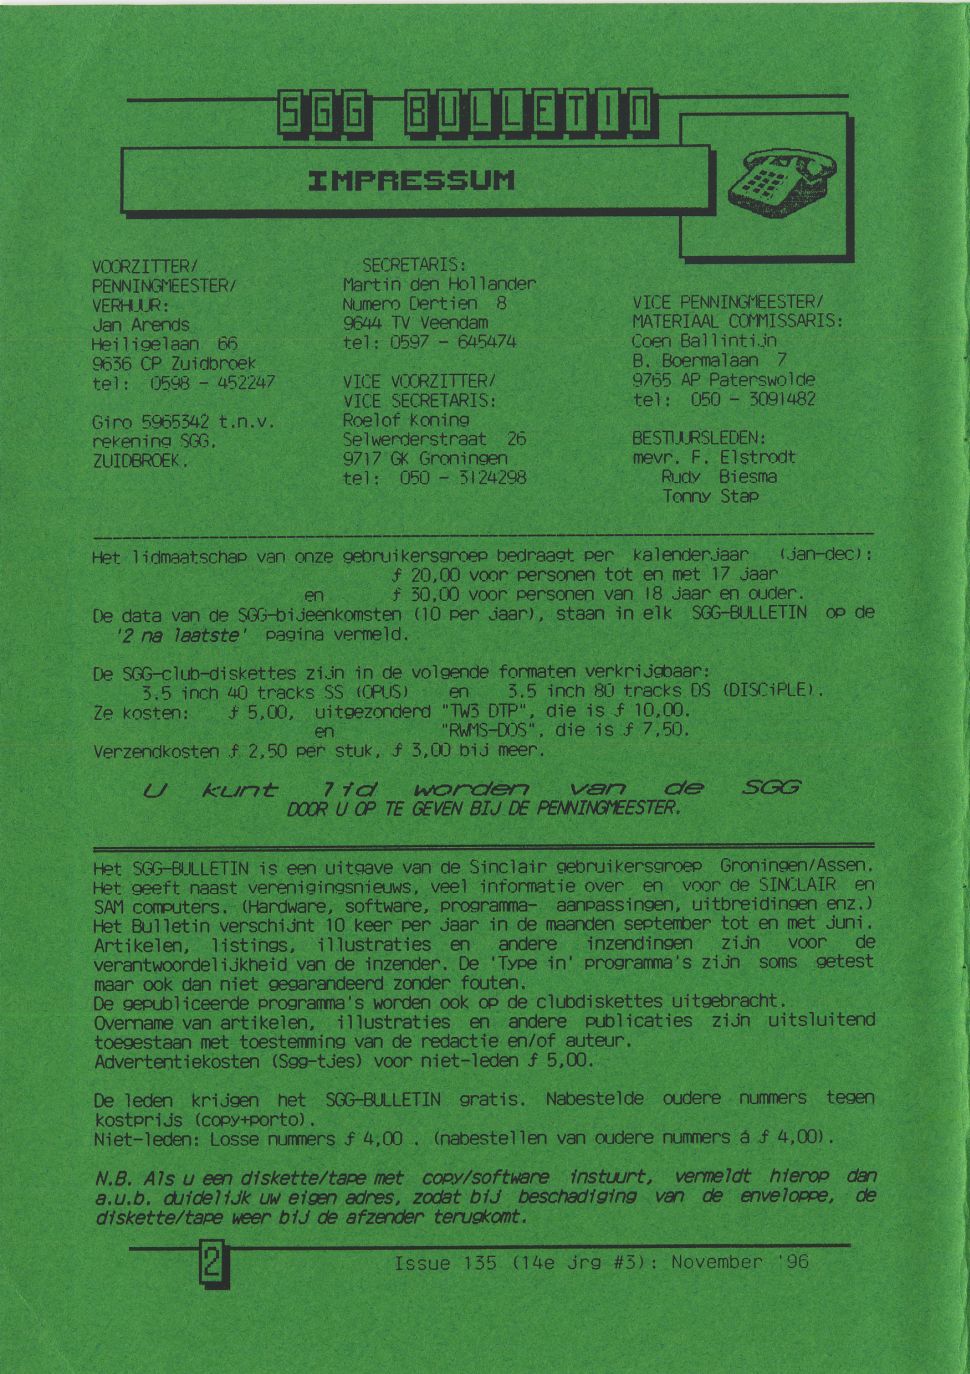 SGG BULLETIN
IMPRESSUM
VOORZITTER/
PENNINGMEESTER/
VERHUUR:
Jan Arends
Heiligelaan 66
9636 CP Zuidbroek
tel: 0598 - 452247
Giro 5965342 t.n.v.
rekening SGG.
ZUIDBROEK.
SECRETARIS:
Martin den Hollander
Numero Dertien 8
9644 TV Veendam
tel: 0597 - 645474
VICE VOORZITTER/
VICE SECRETARIS:
Roelof Koning
Selwerderstraat 26
9717 GK Groningen
tel: 050 - 3124298
VICE PENNINGMEESTER/
MATERIAAL COMMISSARIS:
Coen Ballintijn
B. Boermalaan 7
9765 AP Paterswolde
tel: 050 - 3091482
BESTUURSLEDEN:
mevr. F. Elstrodt
Rudy Biesma
Tonny Stap
Het lidmaatschap van onze gebruikersgroep bedraagt per kalenderjaar (jan-dec):
ƒ 20,00 voor personen tot en met 17 jaar
en ƒ 30,00 voor personen van 18 jaar en ouder.
De data van de SGG-bijeenkomsten (10 per jaar), staan in elk SGG-BULLETIN op de
'2 na laatste' pagina vermeld.
De SGG-club-diskettes zijn in de volgende formaten verkrijgbaar:
3.5 inch 40 tracks SS (OPUS) en 3.5 inch 80 tracks DS (DISCiPLE).
Ze kosten: ƒ 5,00, uitgezonderd "TW3 DTP", die is ƒ 10,00.
en "RWMS-DOS", die is ƒ 7,50.
Verzendkosten ƒ 2,50 per stuk, ƒ 3,00 bij meer.
U kunt lid worden van de SGG
DOOR U OP TE GEVEN BIJ DE PENNINGMEESTER.
Het SGG-BULLETIN is een uitgave van de Sinclair gebruikersgroep Groningen/Assen.
Het geeft naast verenigingsnieuws, veel informatie over en voor de SINCLAIR en
SAM computers. (Hardware, software, programma- aanpassingen, uitbreidingen enz.)
Het Bulletin verschijnt 10 keer per jaar in de maanden september tot en met juni.
Artikelen, listings, illustraties en andere inzendingen zijn voor de
verantwoordelijkheid van de inzender. De 'Type in' programma's zijn soms getest
maar ook dan niet gegarandeerd zonder fouten.
De gepubliceerde programma's worden ook op de clubdiskettes uitgebracht.
Overname van artikelen, illustraties en andere publicaties zijn uitsluitend
toegestaan met toestemming van de redactie en/of auteur.
Advertentiekosten (Sgg-tjes) voor niet-leden ƒ 5,00.
De leden krijgen het SGG-BULLETIN gratis. Nabestelde oudere nummers tegen
kostprijs (copy+porto).
Niet-leden: Losse nummers ƒ 4,00 . (nabestellen van oudere nummers á ƒ 4,00).
N.B. Als u een diskette/tape met copy/software instuurt, vermeldt hierop dan
a.u.b. duidelijk uw eigen adres, zodat bij beschadiging van de enveloppe, de
diskette/tape weer bij de afzender terugkomt.
2
Issue 135 (14e jrg #3): November '96